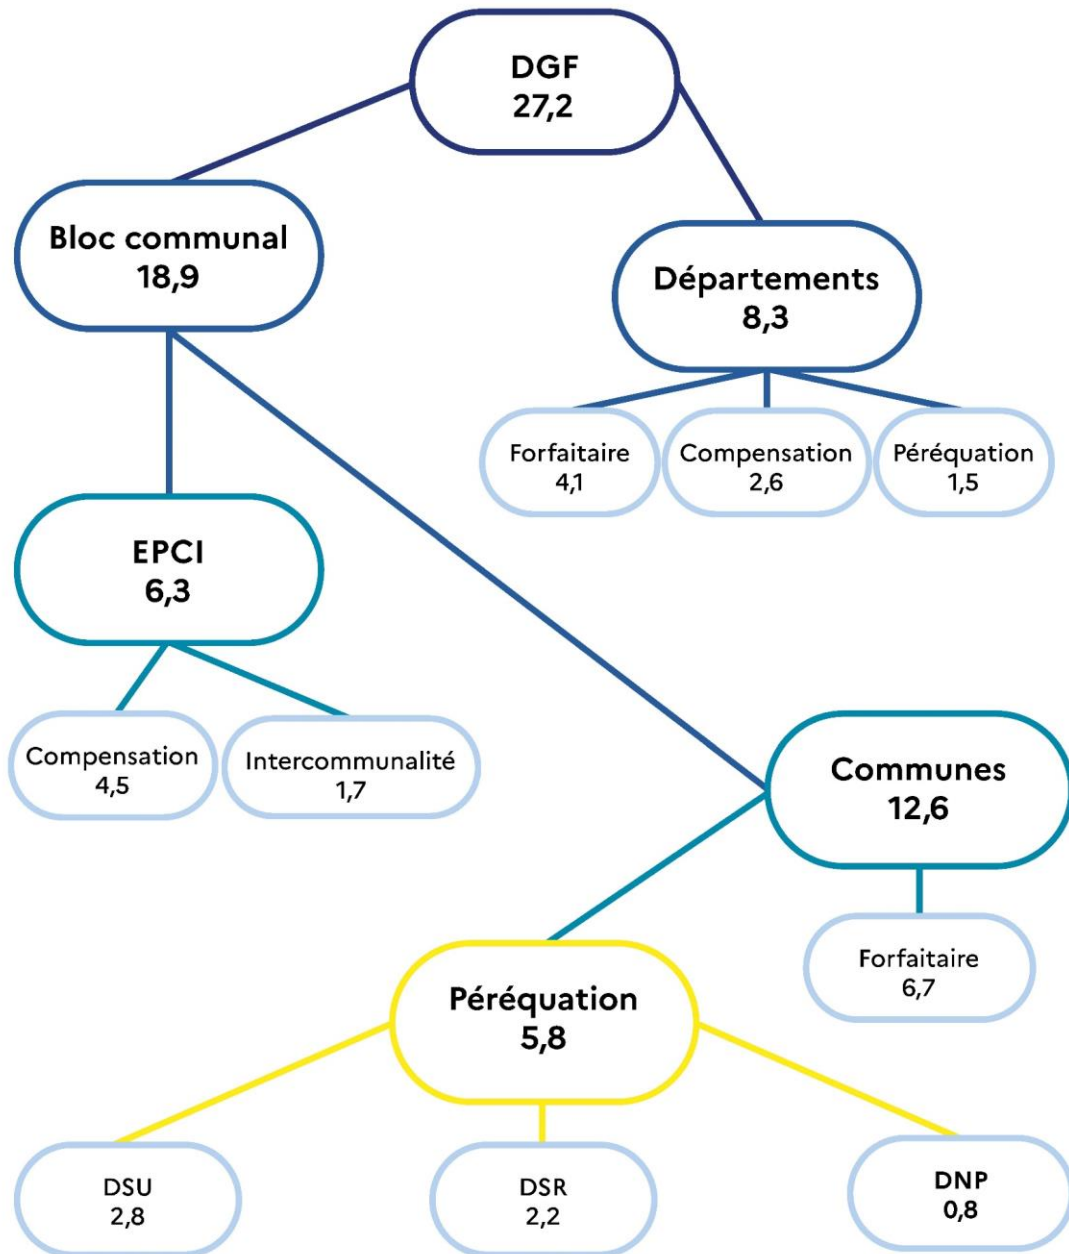 DGF
27,2
Bloc communal
18,9
Départements
8,3
Forfaitaire
4,1
Compensation
2,6
Péréquation
1,5
EPCI
6,3
Compensation
4,5
Intercommunalité
1,7
Communes
12,6
Forfaitaire
6,7
Péréquation
5,8
DSU
2,8
DSR
2,2
DNP
0,8